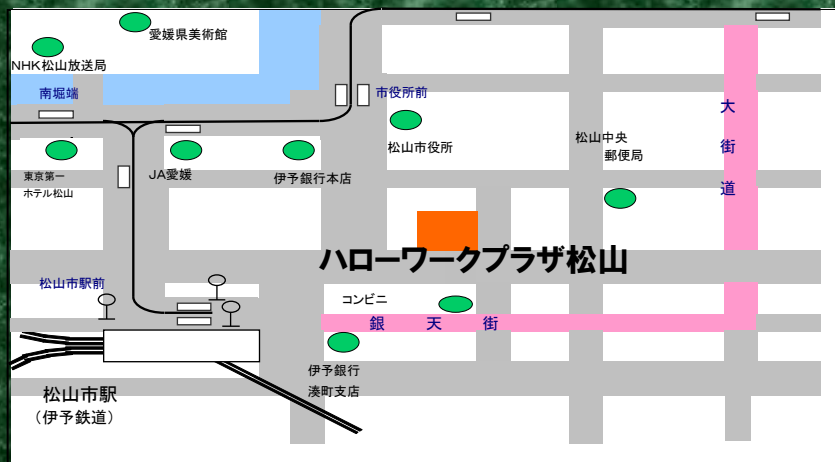 愛媛県美術館
NHK松山放送局
南堀端
市役所前
大
街
道
松山中央
郵便局
松山市役所
東京第一
ホテル松山
JA愛媛
伊予銀行本店
ハローワークプラザ松山
松山市駅前
コンビニ
銀天街
伊予銀行
湊町支店
松山市駅
（伊予鉄道）